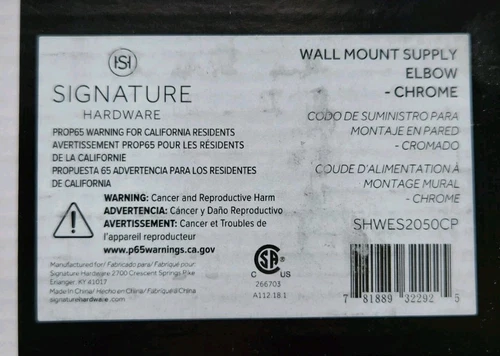 SH
SIGNATURE
HARDWARE
PROP65 WARNING FOR CALIFORNIA RESIDENTS
AVERTISSEMENT PROP65 POUR LES RÉSIDENTS
DE LA CALIFORNIE
PROPUESTA 65 ADVERTENCIA PARA LOS RESIDENTES
DE CALIFORNIA
WARNING: Cancer and Reproductive Harm
ADVERTENCIA: Cáncer y Daño Reproductivo
AVERTISSEMENT: Cancer et Troubles de
l'appareil reproducteur
www.p65warnings.ca.gov
Manufactured for/ Fabricado para/ Fabriqué pour:
Signature Hardware 2700 Crescent Springs Pike
Erlanger, KY 41017
Made in China/ Hecho en China/ Fabriqué à Chine
signaturehardware.com
WALL MOUNT SUPPLY
ELBOW
- CHROME
CODO DE SUMINISTRO PARA
MONTAJE EN PARED
- CROMADO
COUDE D'ALIMENTATION À
MONTAGE MURAL
- CHROME
SHWES2050CP
SA
C US
266703
A112.18.1
7 81889 32292 5